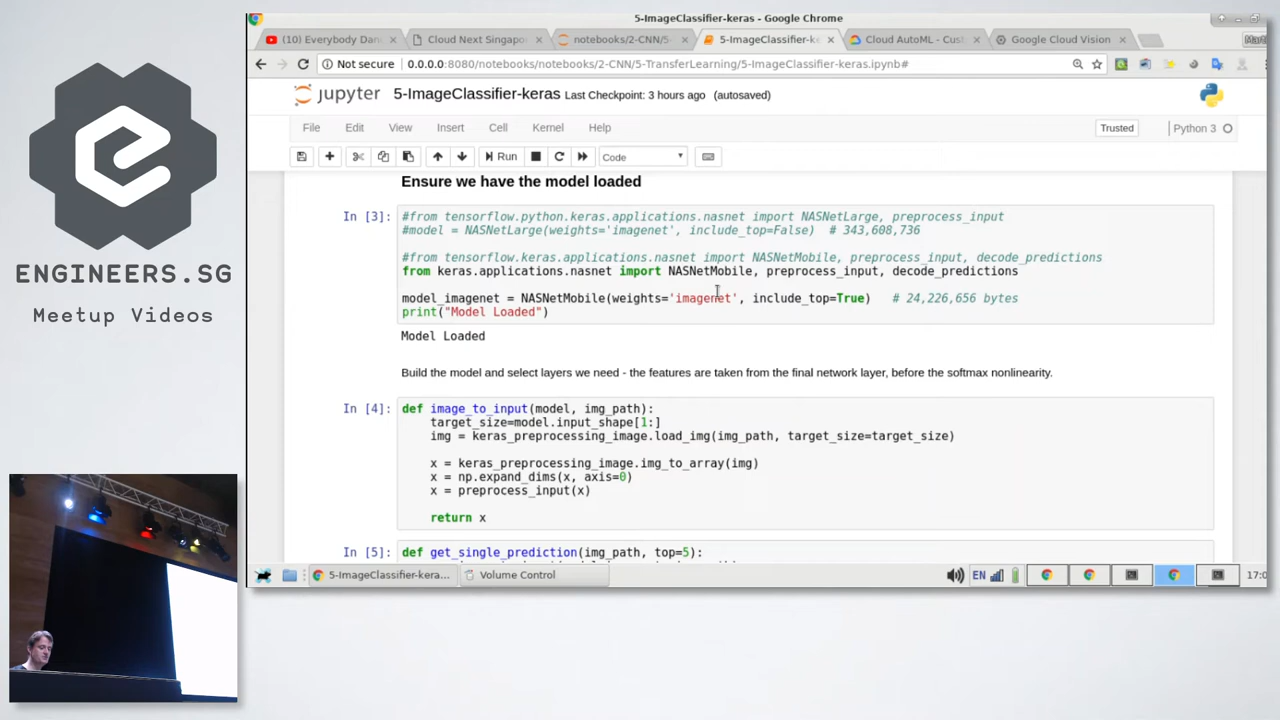 ENGINEERS.SG
Meetup Videos
5-ImageClassifier-keras - Google Chrome
(10) Everybody Dan
Cloud Next Singapo
notebooks/2-CNN/5-
5-ImageClassifier-ke
Cloud AutoML - Cust
Google Cloud Vision
Not secure 0.0.0.0:8080/notebooks/notebooks/2-CNN/5-TransferLearning/5-ImageClassifier-keras.ipynb#
jupyter 5-ImageClassifier-keras Last Checkpoint: 3 hours ago (autosaved)
File Edit View Insert Cell Kernel Help Trusted Python 3
Run Code
Ensure we have the model loaded
In [3]: #from tensorflow.python.keras.applications.nasnet import NASNetLarge, preprocess_input
#model = NASNetLarge(weights='imagenet', include_top=False) # 343,608,736
#from tensorflow.keras.applications.nasnet import NASNetMobile, preprocess_input, decode_predictions
from keras.applications.nasnet import NASNetMobile, preprocess_input, decode_predictions
model_imagenet = NASNetMobile(weights='imagenet', include_top=True) # 24,226,656 bytes
print("Model Loaded")
Model Loaded
Build the model and select layers we need - the features are taken from the final network layer, before the softmax nonlinearity.
In [4]: def image_to_input(model, img_path):
target_size=model.input_shape[1:]
img = keras_preprocessing_image.load_img(img_path, target_size=target_size)
x = keras_preprocessing_image.img_to_array(img)
x = np.expand_dims(x, axis=0)
x = preprocess_input(x)
return x
In [5]: def get_single_prediction(img_path, top=5):
5-ImageClassifier-kera... Volume Control EN 17:0